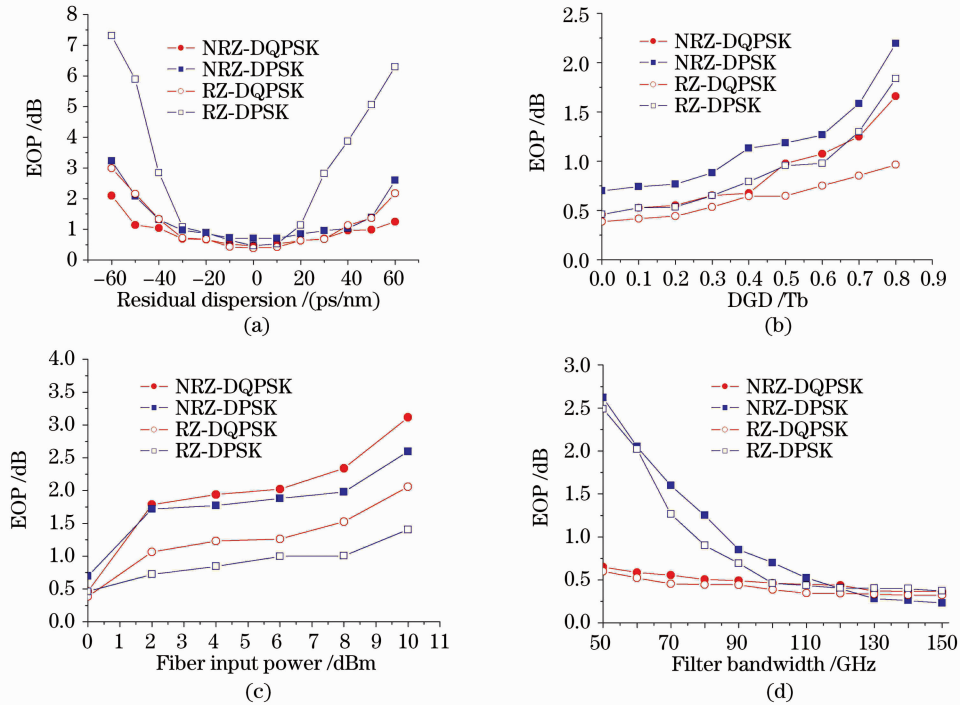 8
7
6
5
4
3
2
1
0
EOP /dB
NRZ-DQPSK
NRZ-DPSK
RZ-DQPSK
RZ-DPSK
−60 −40 −20 0 20 40 60
Residual dispersion /(ps/nm)
(a)
2.5
2.0
1.5
1.0
0.5
0.0
EOP /dB
NRZ-DQPSK
NRZ-DPSK
RZ-DQPSK
RZ-DPSK
0.0 0.1 0.2 0.3 0.4 0.5 0.6 0.7 0.8 0.9
DGD /Tb
(b)
4.0
3.5
3.0
2.5
2.0
1.5
1.0
0.5
0
EOP /dB
NRZ-DQPSK
NRZ-DPSK
RZ-DQPSK
RZ-DPSK
0 1 2 3 4 5 6 7 8 9 10 11
Fiber input power /dBm
(c)
3.0
2.5
2.0
1.5
1.0
0.5
0.0
EOP /dB
NRZ-DQPSK
NRZ-DPSK
RZ-DQPSK
RZ-DPSK
50 70 90 110 130 150
Filter bandwidth /GHz
(d)